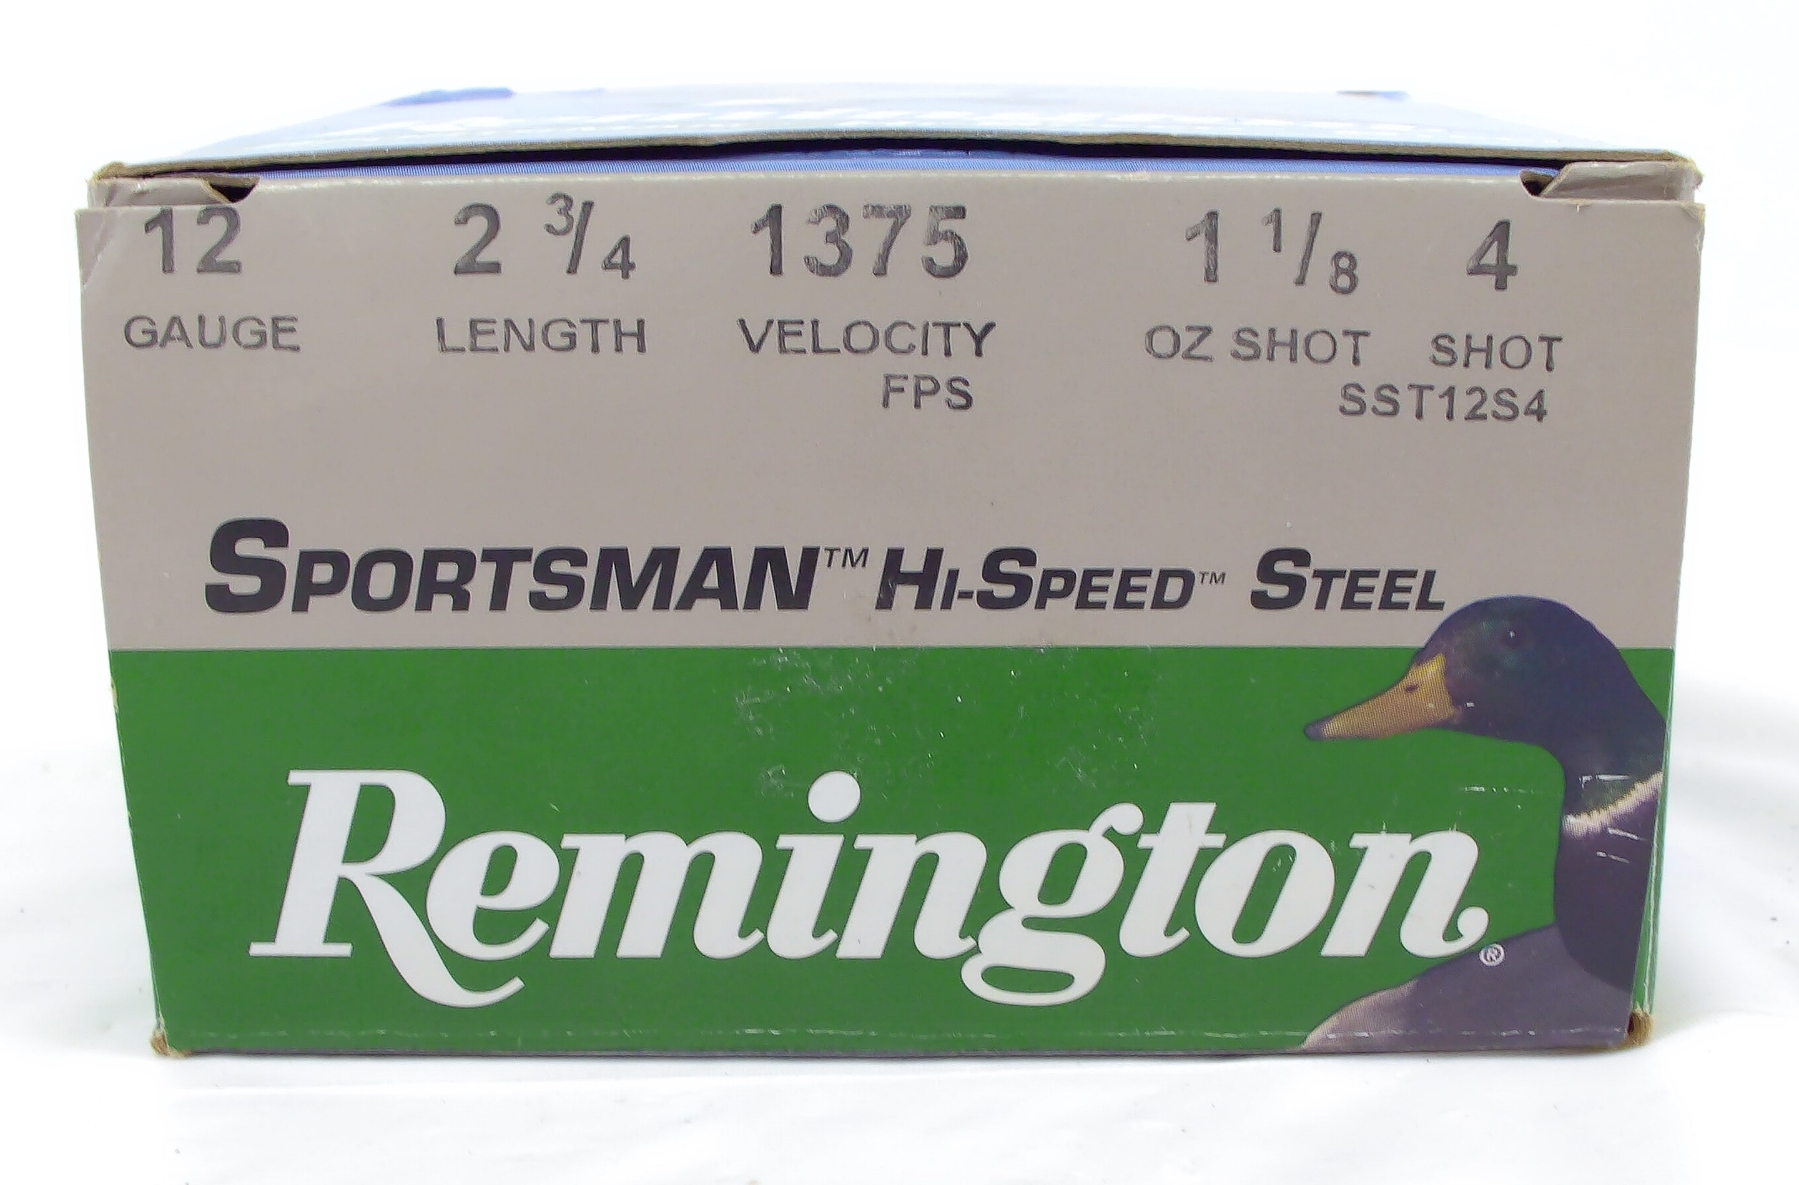 12 2 3/4 1375 1 1/8 4
GAUGE LENGTH VELOCITY OZ SHOT SHOT
FPS SST12S4
SPORTSMAN™ HI-SPEED™ STEEL
Remington®